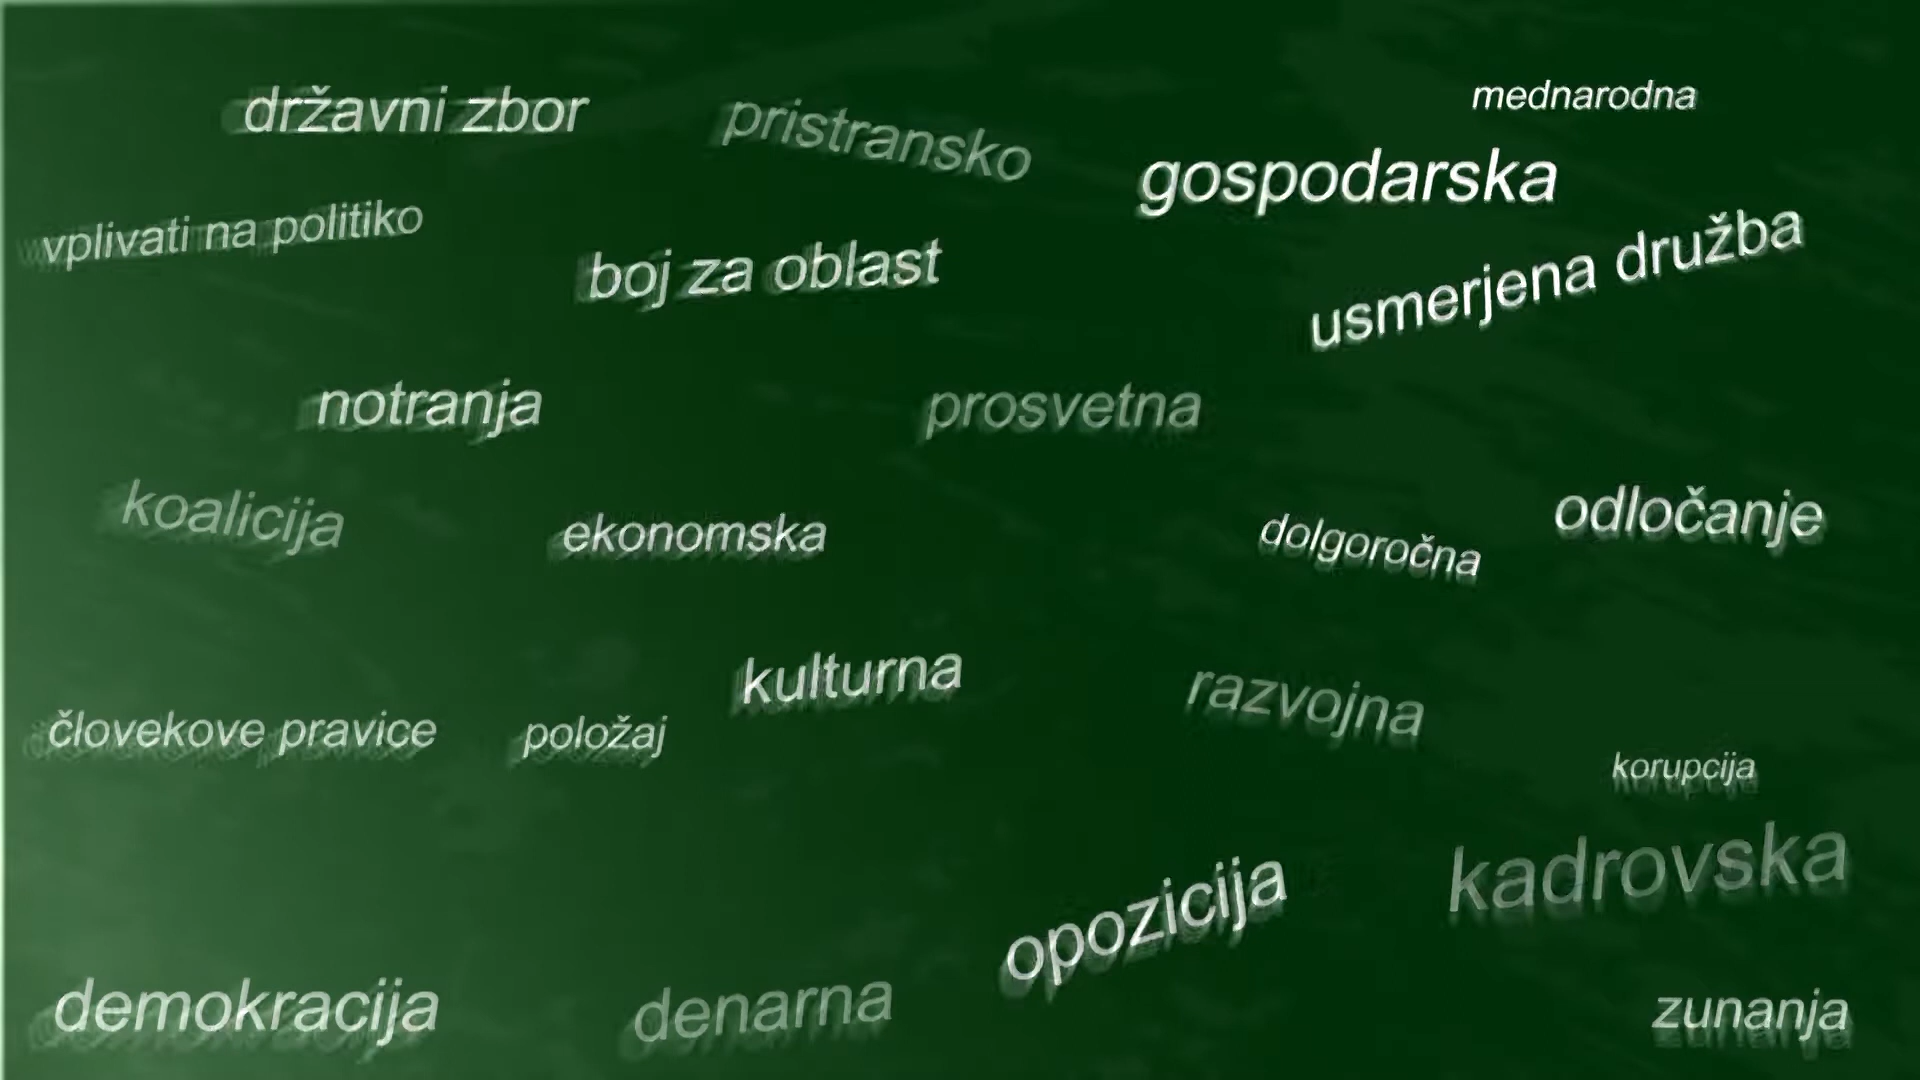 državni zbor
pristransko
mednarodna
gospodarska
vplivati na politiko
boj za oblast
usmerjena družba
notranja
prosvetna
koalicija
ekonomska
dolgoročna
odločanje
kulturna
razvojna
človekove pravice
položaj
korupcija
kadrovska
opozicija
demokracija
denarna
zunanja